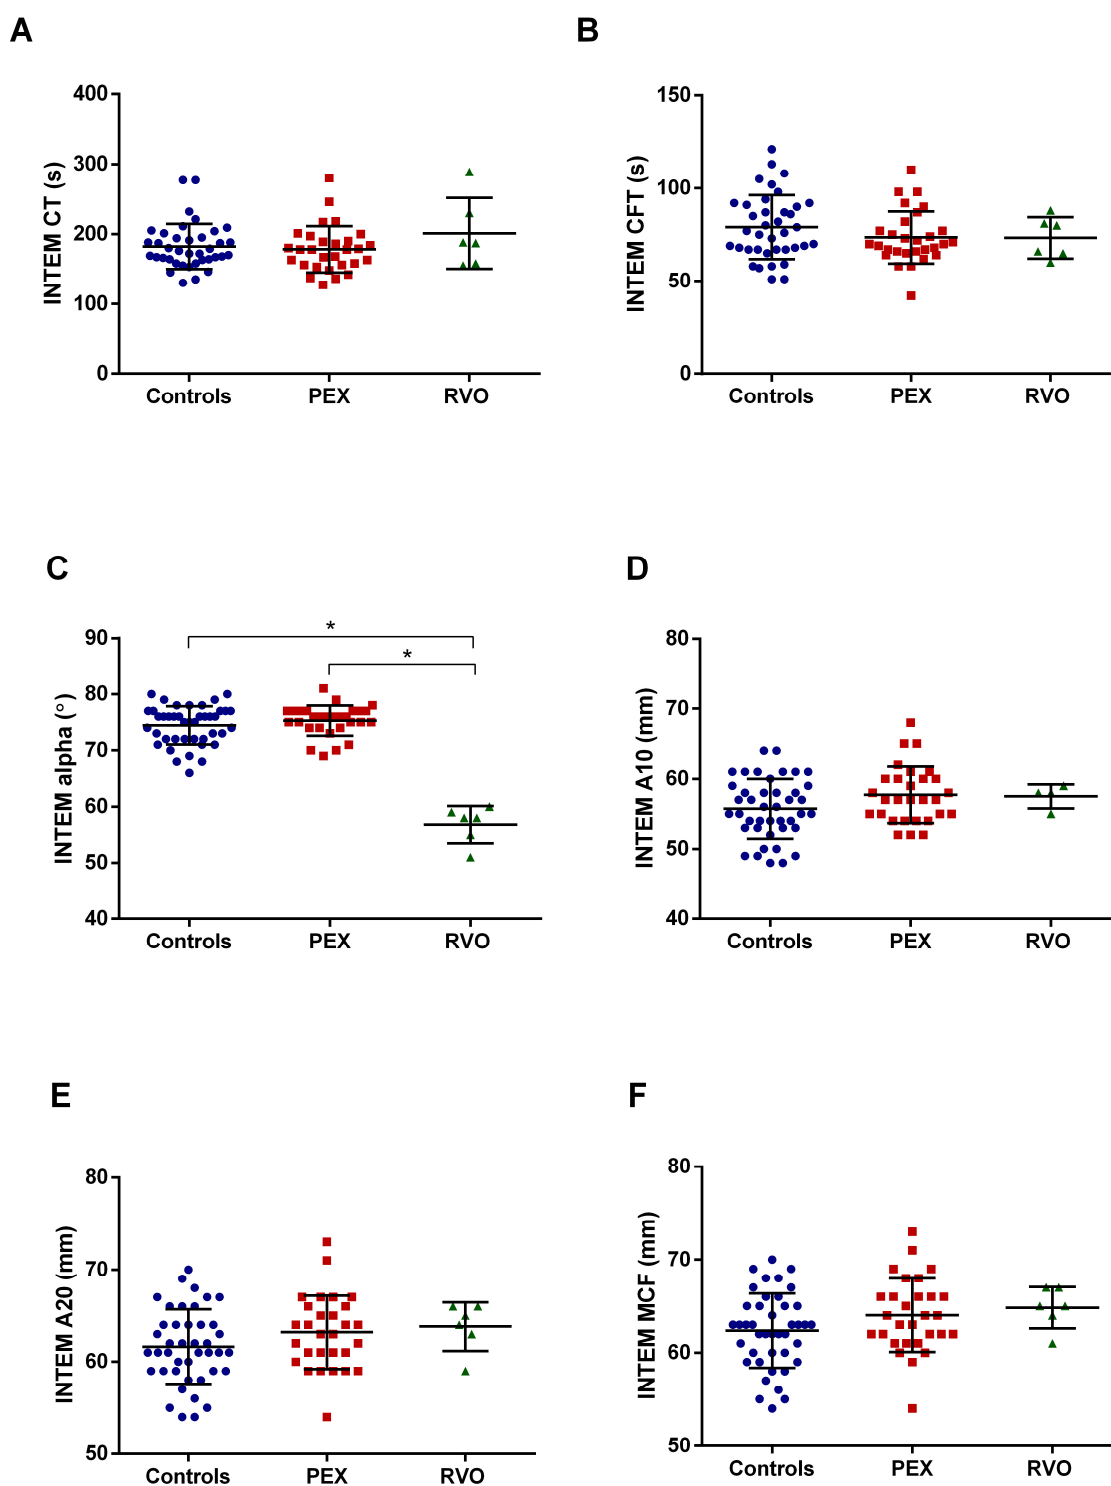 A
INTEM CT (s)
400
300
200
100
0
Controls PEX RVO
B
INTEM CFT (s)
150
100
50
0
Controls PEX RVO
C
INTEM alpha (°)
90
80
70
60
50
40
*
*
Controls PEX RVO
D
INTEM A10 (mm)
80
70
60
50
40
Controls PEX RVO
E
INTEM A20 (mm)
80
70
60
50
Controls PEX RVO
F
INTEM MCF (mm)
80
70
60
50
Controls PEX RVO